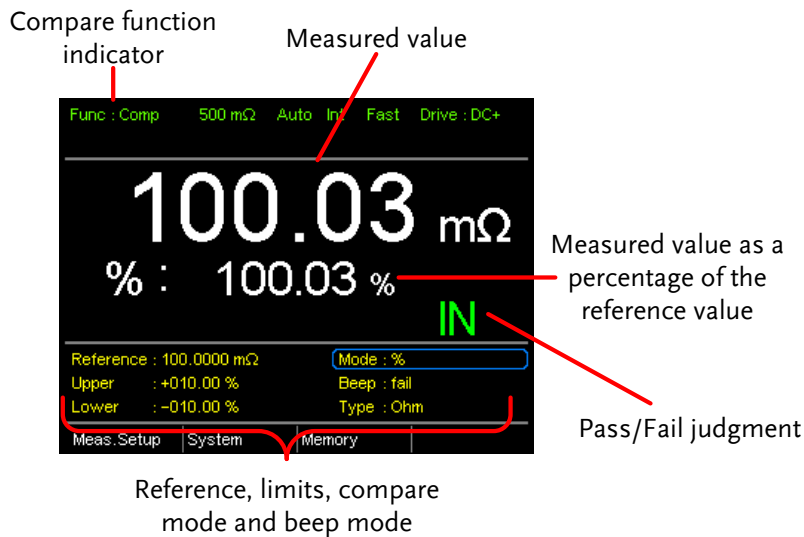 Compare function
indicator
Measured value
Func : Comp 500 mΩ Auto Int Fast Drive : DC+
100.03 mΩ
% : 100.03 %
Measured value as a
percentage of the
reference value
IN
Reference : 100.0000 mΩ Mode : %
Upper : +010.00 % Beep : fail
Lower : −010.00 % Type : Ohm
Meas.Setup System Memory
Pass/Fail judgment
Reference, limits, compare
mode and beep mode